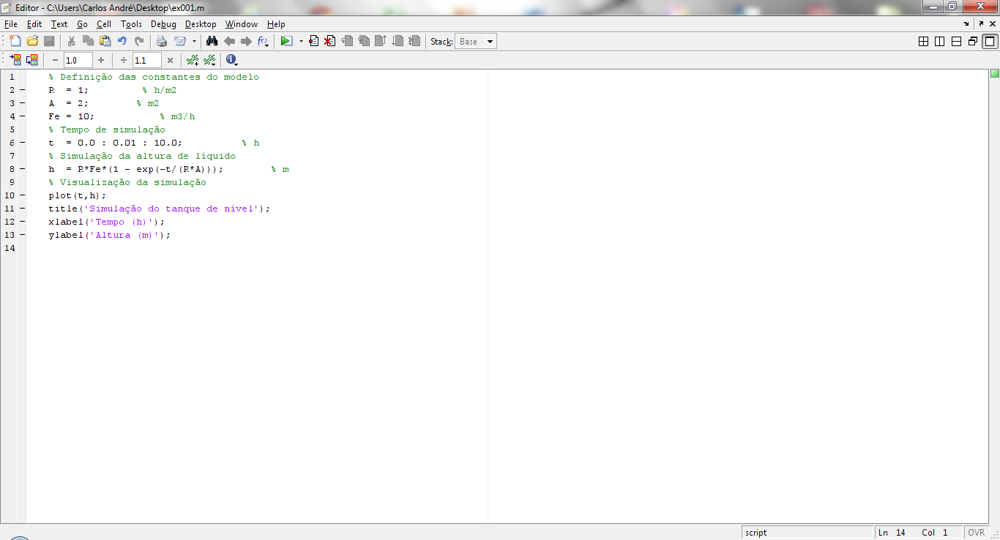 Editor - C:\Users\Carlos André\Desktop\ex001.m
File Edit Text Go Cell Tools Debug Desktop Window Help
Stack: Base
1.0 1.1
1 % Definição das constantes do modelo
2 R = 1; % h/m2
3 A = 2; % m2
4 Fe = 10; % m3/h
5 % Tempo de simulação
6 t = 0.0 : 0.01 : 10.0; % h
7 % Simulação da altura de líquido
8 h = R*Fe*(1 - exp(-t/(R*A))); % m
9 % Visualização da simulação
10 plot(t,h);
11 title('Simulação do tanque de nível');
12 xlabel('Tempo (h)');
13 ylabel('Altura (m)');
14
script Ln 14 Col 1 OVR